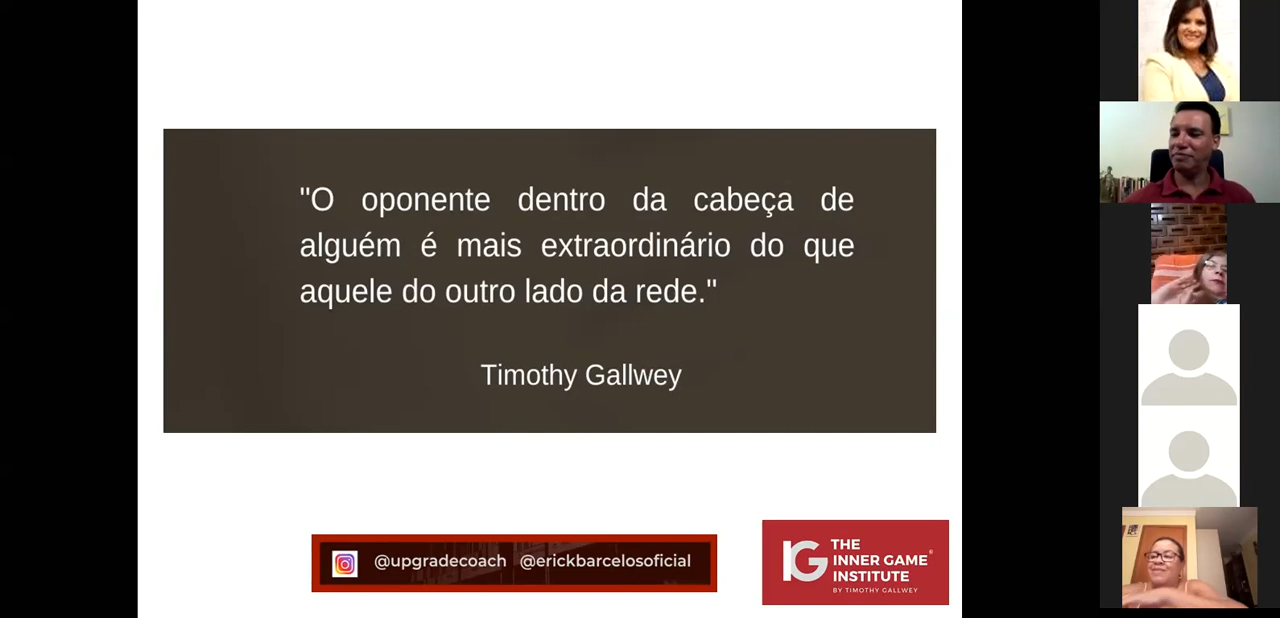 "O oponente dentro da cabeça de
alguém é mais extraordinário do que
aquele do outro lado da rede."
Timothy Gallwey
@upgradecoach @erickbarcelosoficial
IG THE
INNER GAME®
INSTITUTE
BY TIMOTHY GALLWEY